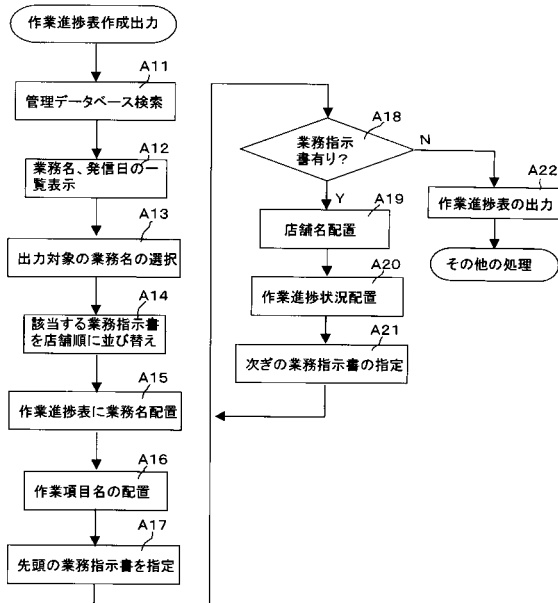 作業進捗表作成出力
A11
管理データベース検索
A12
業務名、発信日の一
覧表示
A13
出力対象の業務名の選択
A14
該当する業務指示書
を店舗順に並び替え
A15
作業進捗表に業務名配置
A16
作業項目名の配置
A17
先頭の業務指示書を指定
A18
業務指示
書有り?
N
Y
A19
店舗名配置
A20
作業進捗状況配置
A21
次ぎの業務指示書の指定
A22
作業進捗表の出力
その他の処理